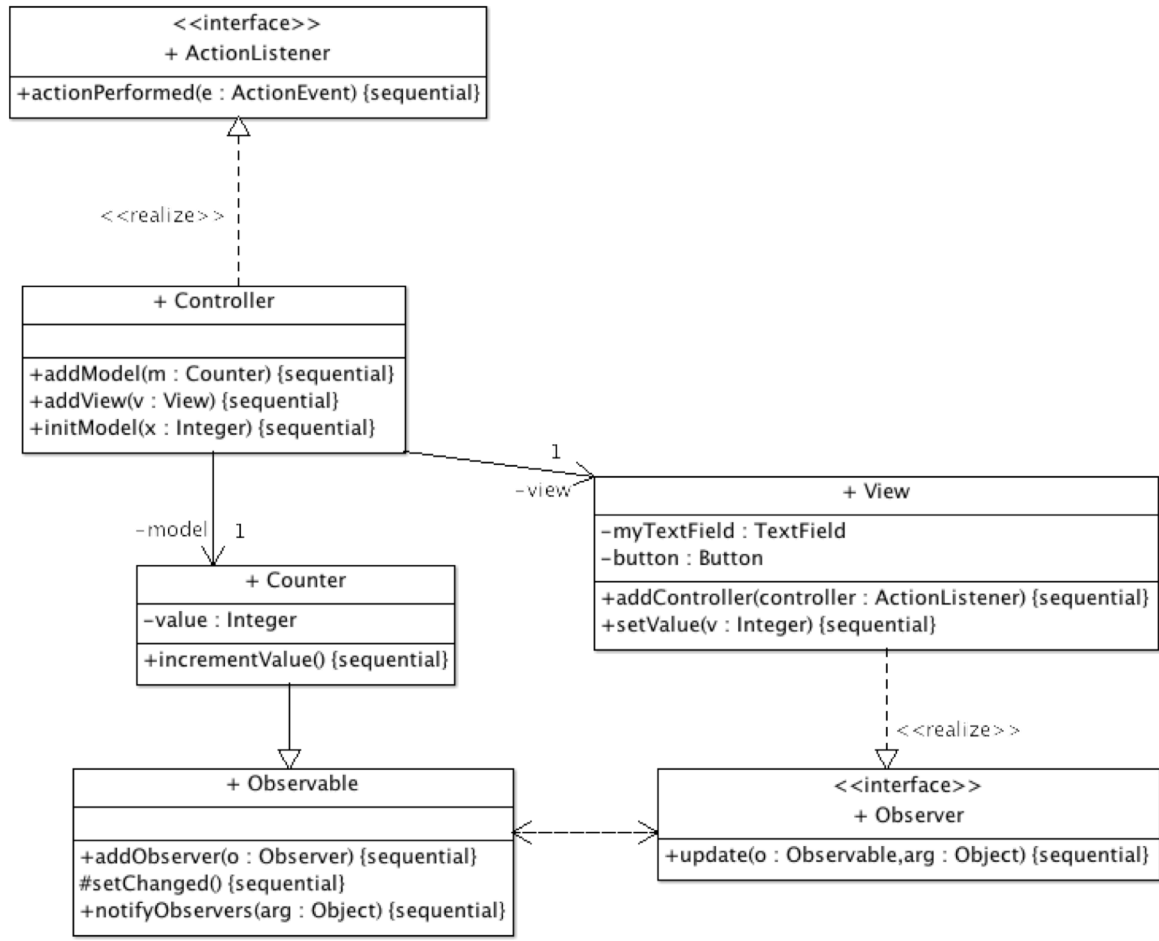 <<interface>>
+ ActionListener
+actionPerformed(e : ActionEvent) {sequential}
<<realize>>
+ Controller
+addModel(m : Counter) {sequential}
+addView(v : View) {sequential}
+initModel(x : Integer) {sequential}
1
-view
-model
1
+ View
-myTextField : TextField
-button : Button
+addController(controller : ActionListener) {sequential}
+setValue(v : Integer) {sequential}
+ Counter
-value : Integer
+incrementValue() {sequential}
<<realize>>
+ Observable
+addObserver(o : Observer) {sequential}
#setChanged() {sequential}
+notifyObservers(arg : Object) {sequential}
<<interface>>
+ Observer
+update(o : Observable,arg : Object) {sequential}